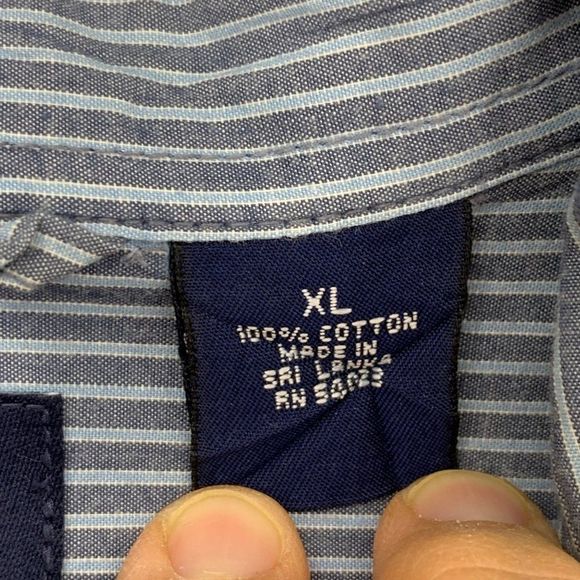 XL
100% COTTON
MADE IN
SRI LANKA
RN